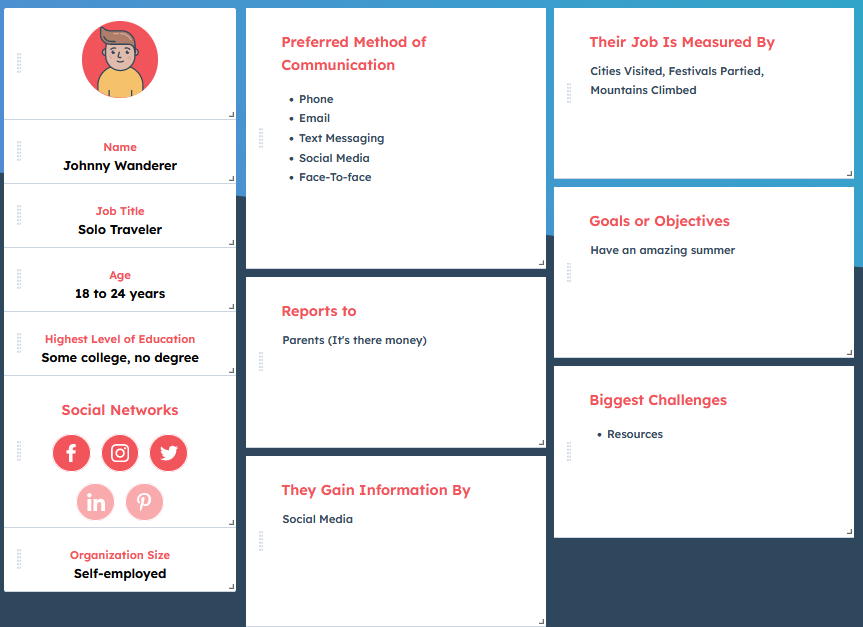 Name
Johnny Wanderer
Job Title
Solo Traveler
Age
18 to 24 years
Highest Level of Education
Some college, no degree
Social Networks
in
Organization Size
Self-employed
Preferred Method of
Communication
• Phone
• Email
• Text Messaging
• Social Media
• Face-To-face
Reports to
Parents (It's there money)
They Gain Information By
Social Media
Their Job Is Measured By
Cities Visited, Festivals Partied,
Mountains Climbed
Goals or Objectives
Have an amazing summer
Biggest Challenges
• Resources